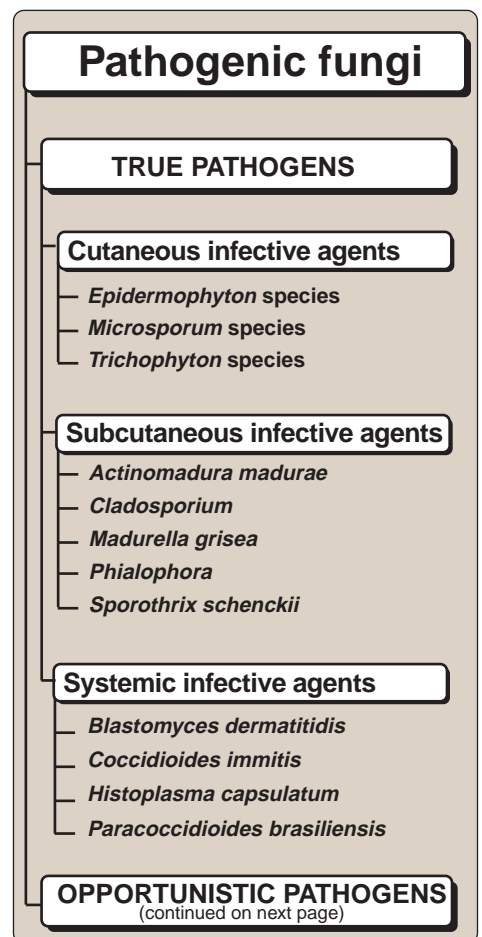 Pathogenic fungi
TRUE PATHOGENS
Cutaneous infective agents
Epidermophyton species
Microsporum species
Trichophyton species
Subcutaneous infective agents
Actinomadura madurae
Cladosporium
Madurella grisea
Phialophora
Sporothrix schenckii
Systemic infective agents
Blastomyces dermatitidis
Coccidioides immitis
Histoplasma capsulatum
Paracoccidioides brasiliensis
OPPORTUNISTIC PATHOGENS
(continued on next page)